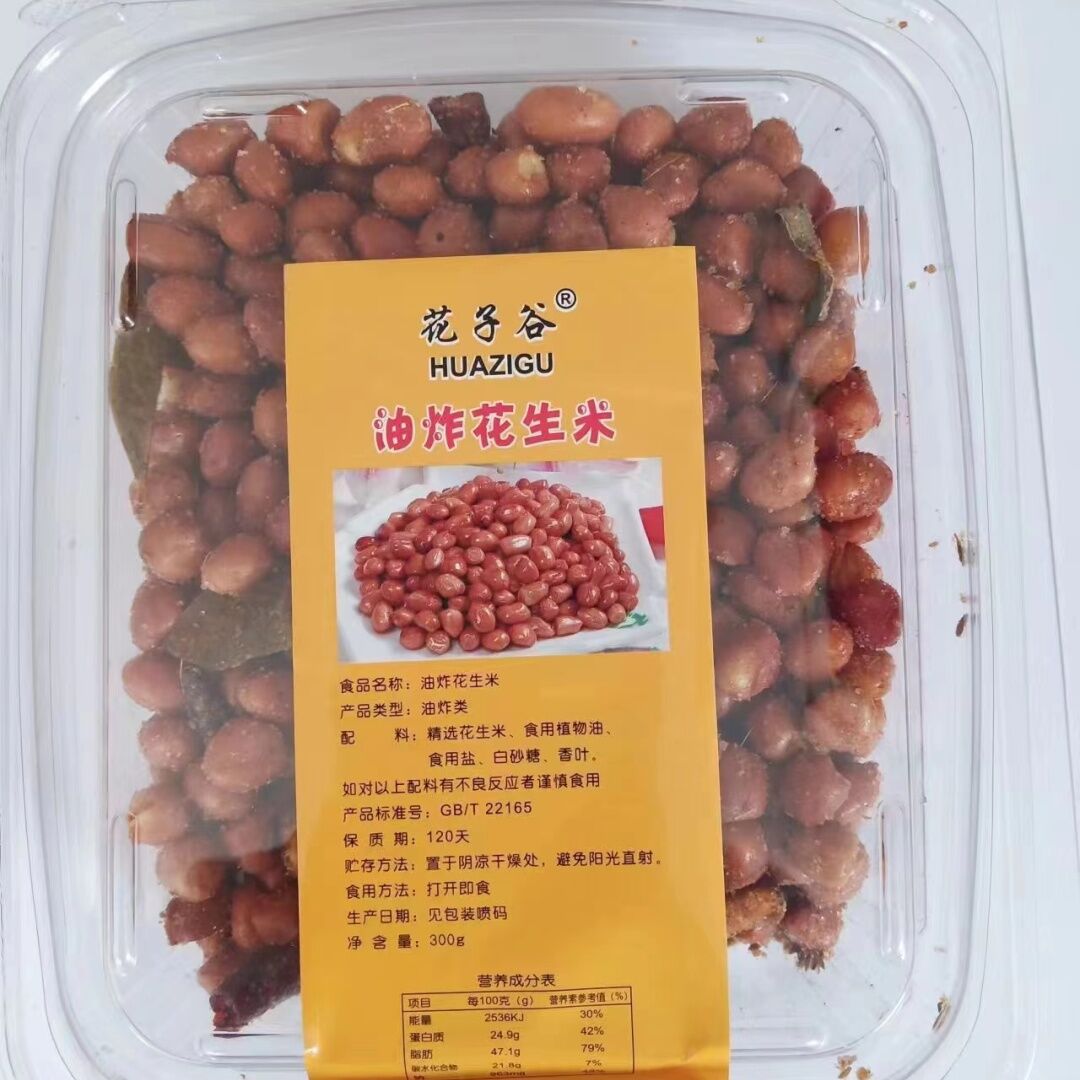 花子谷®
HUAZIGU
油炸花生米
食品名称：油炸花生米
产品类型：油炸类
配 料：精选花生米、食用植物油、
食用盐、白砂糖、香叶。
如对以上配料有不良反应者谨慎食用
产品标准号：GB/T 22165
保 质 期：120天
贮存方法：置于阴凉干燥处，避免阳光直射。
食用方法：打开即食
生产日期：见包装喷码
净 含 量：300g
营养成分表
项目 每100克（g） 营养素参考值（%）
能量 2536KJ 30%
蛋白质 24.9g 42%
脂肪 47.1g 79%
碳水化合物 21.8g 7%